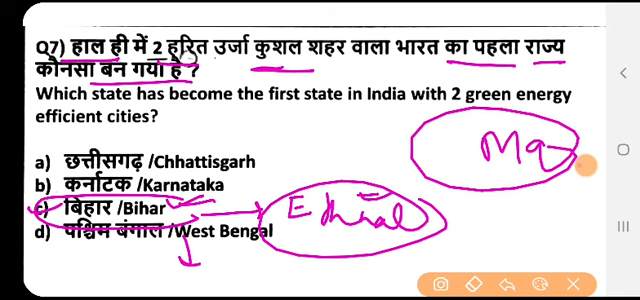 Q7) हाल ही में 2 हरित उर्जा कुशल शहर वाला भारत का पहला राज्य
कौनसा बन गया है ?
Which state has become the first state in India with 2 green energy
efficient cities?
a) छत्तीसगढ़ /Chhattisgarh
b) कर्नाटक /Karnataka
c) बिहार /Bihar
d) पश्चिम बंगाल /West Bengal